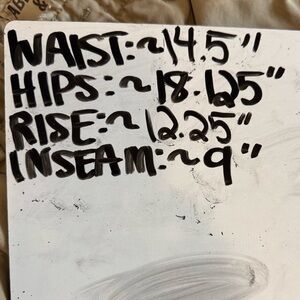 WAIST:~14.5"
HIPS:~18.125"
RISE:~12.25"
INSEAM:~9"